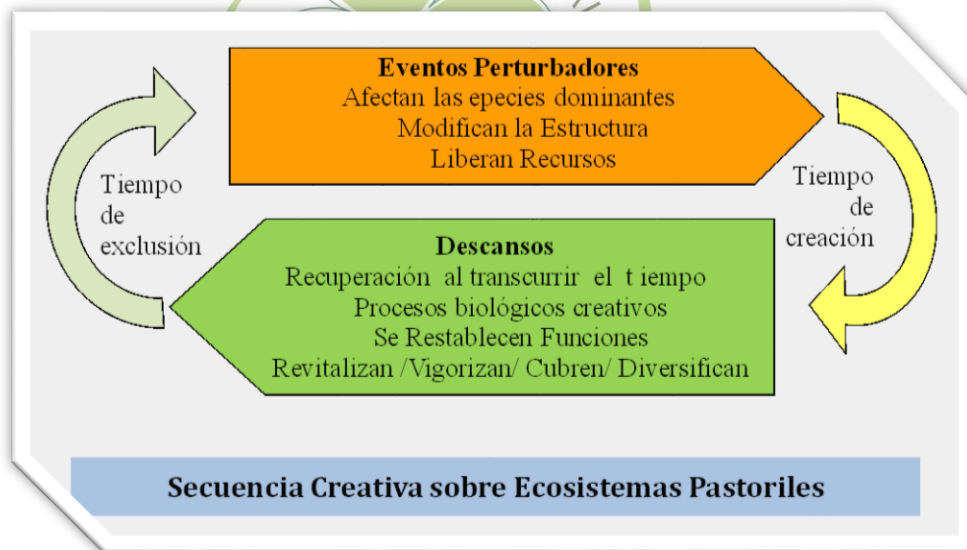 Eventos Perturbadores
Afectan las epecies dominantes
Modifican la Estructura
Liberan Recursos
Tiempo
de
exclusión
Tiempo
de
creación
Descansos
Recuperación al transcurrir el t iempo
Procesos biológicos creativos
Se Restablecen Funciones
Revitalizan /Vigorizan/ Cubren/ Diversifican
Secuencia Creativa sobre Ecosistemas Pastoriles